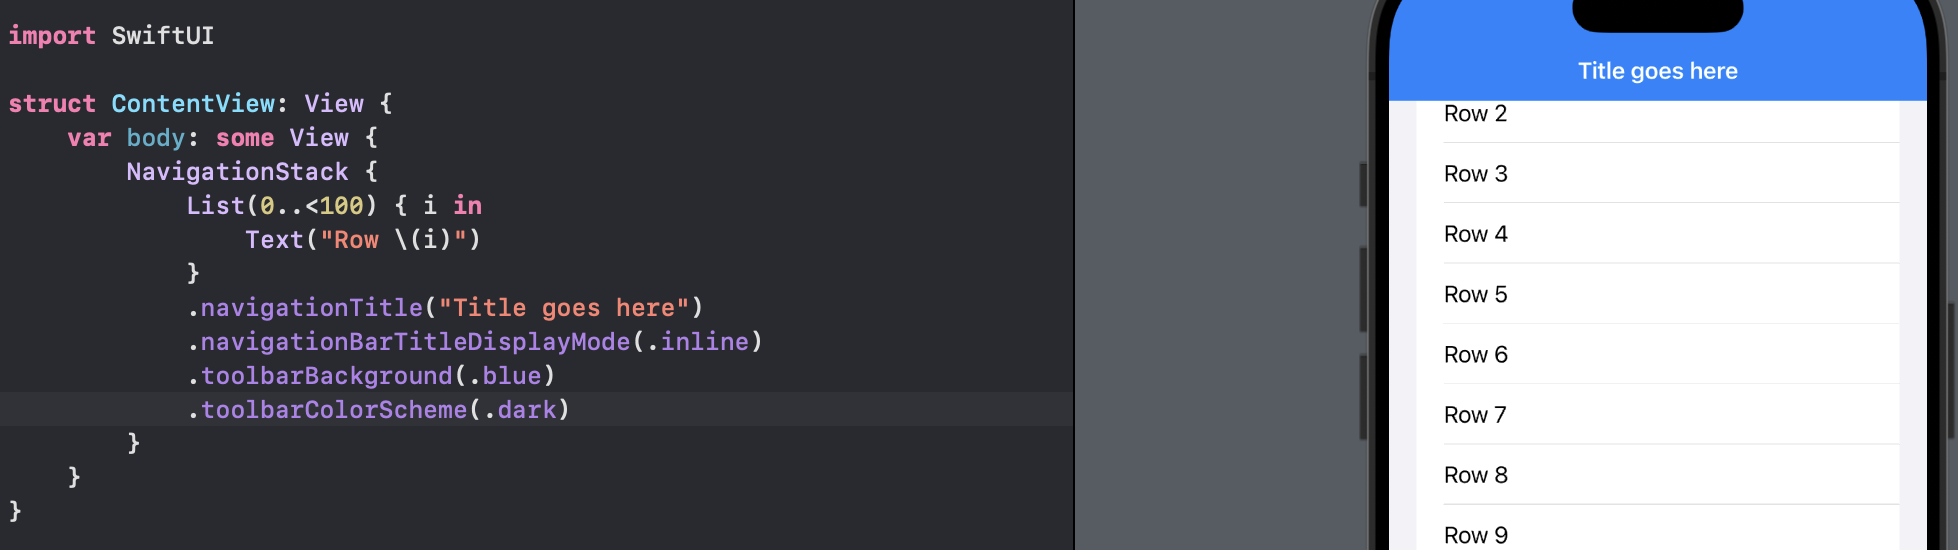 import SwiftUI
struct ContentView: View {
var body: some View {
NavigationStack {
List(0..<100) { i in
Text("Row \(i)")
}
.navigationTitle("Title goes here")
.navigationBarTitleDisplayMode(.inline)
.toolbarBackground(.blue)
.toolbarColorScheme(.dark)
}
}
}
Title goes here
Row 2
Row 3
Row 4
Row 5
Row 6
Row 7
Row 8
Row 9